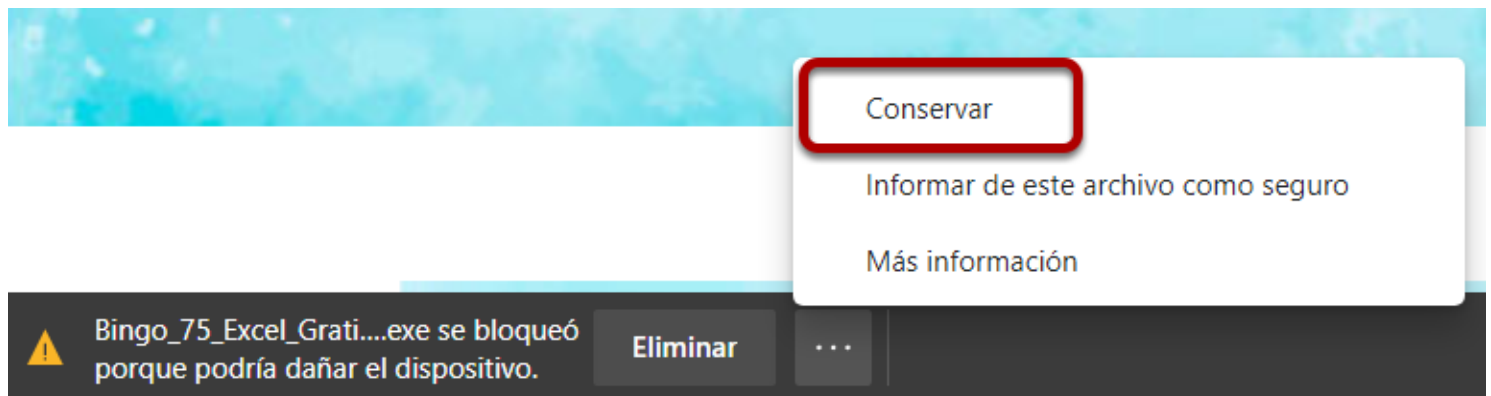 Conservar
Informar de este archivo como seguro
Más información
Bingo_75_Excel_Grati....exe se bloqueó
porque podría dañar el dispositivo.
Eliminar
...